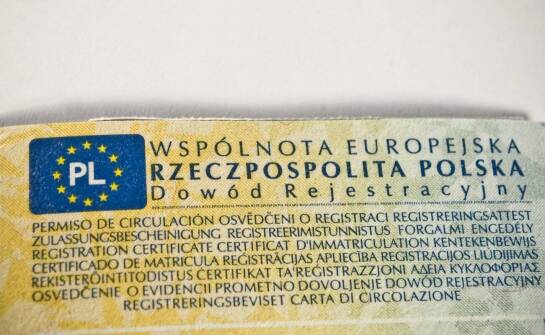 PL
WSPÓLNOTA EUROPEJSKA
RZECZPOSPOLITA POLSKA
Dowód Rejestracyjny
PERMISO DE CIRCULACIÓN OSVĚDČENI O REGISTRACI REGISTRERINGSATTEST
ZULASSUNGSBESCHEINIGUNG REGISTREERIMISTUNNISTUS FORGALMI ENGEDÉLY
REGISTRATION CERTIFICATE CERTIFICAT D'IMMATRICULATION KENTEKENBEWIJS
CERTIFICADO DE MATRICULA REĢISTRĀCIJAS APLIECĪBA REGISTRACIJOS LIUDIJIMAS
REKISTERÖINTITODISTUS ĊERTIFIKAT TA'REĠISTRAZZJONI ΑΔΕΙΑ ΚΥΚΛΟΦΟΡΙΑΣ
OSVEDČENIE O EVIDENCII PROMETNO DOVOLJENJE DOWÓD REJESTRACYJNY
REGISTRERINGSBEVISET CARTA DI CIRCOLAZIONE